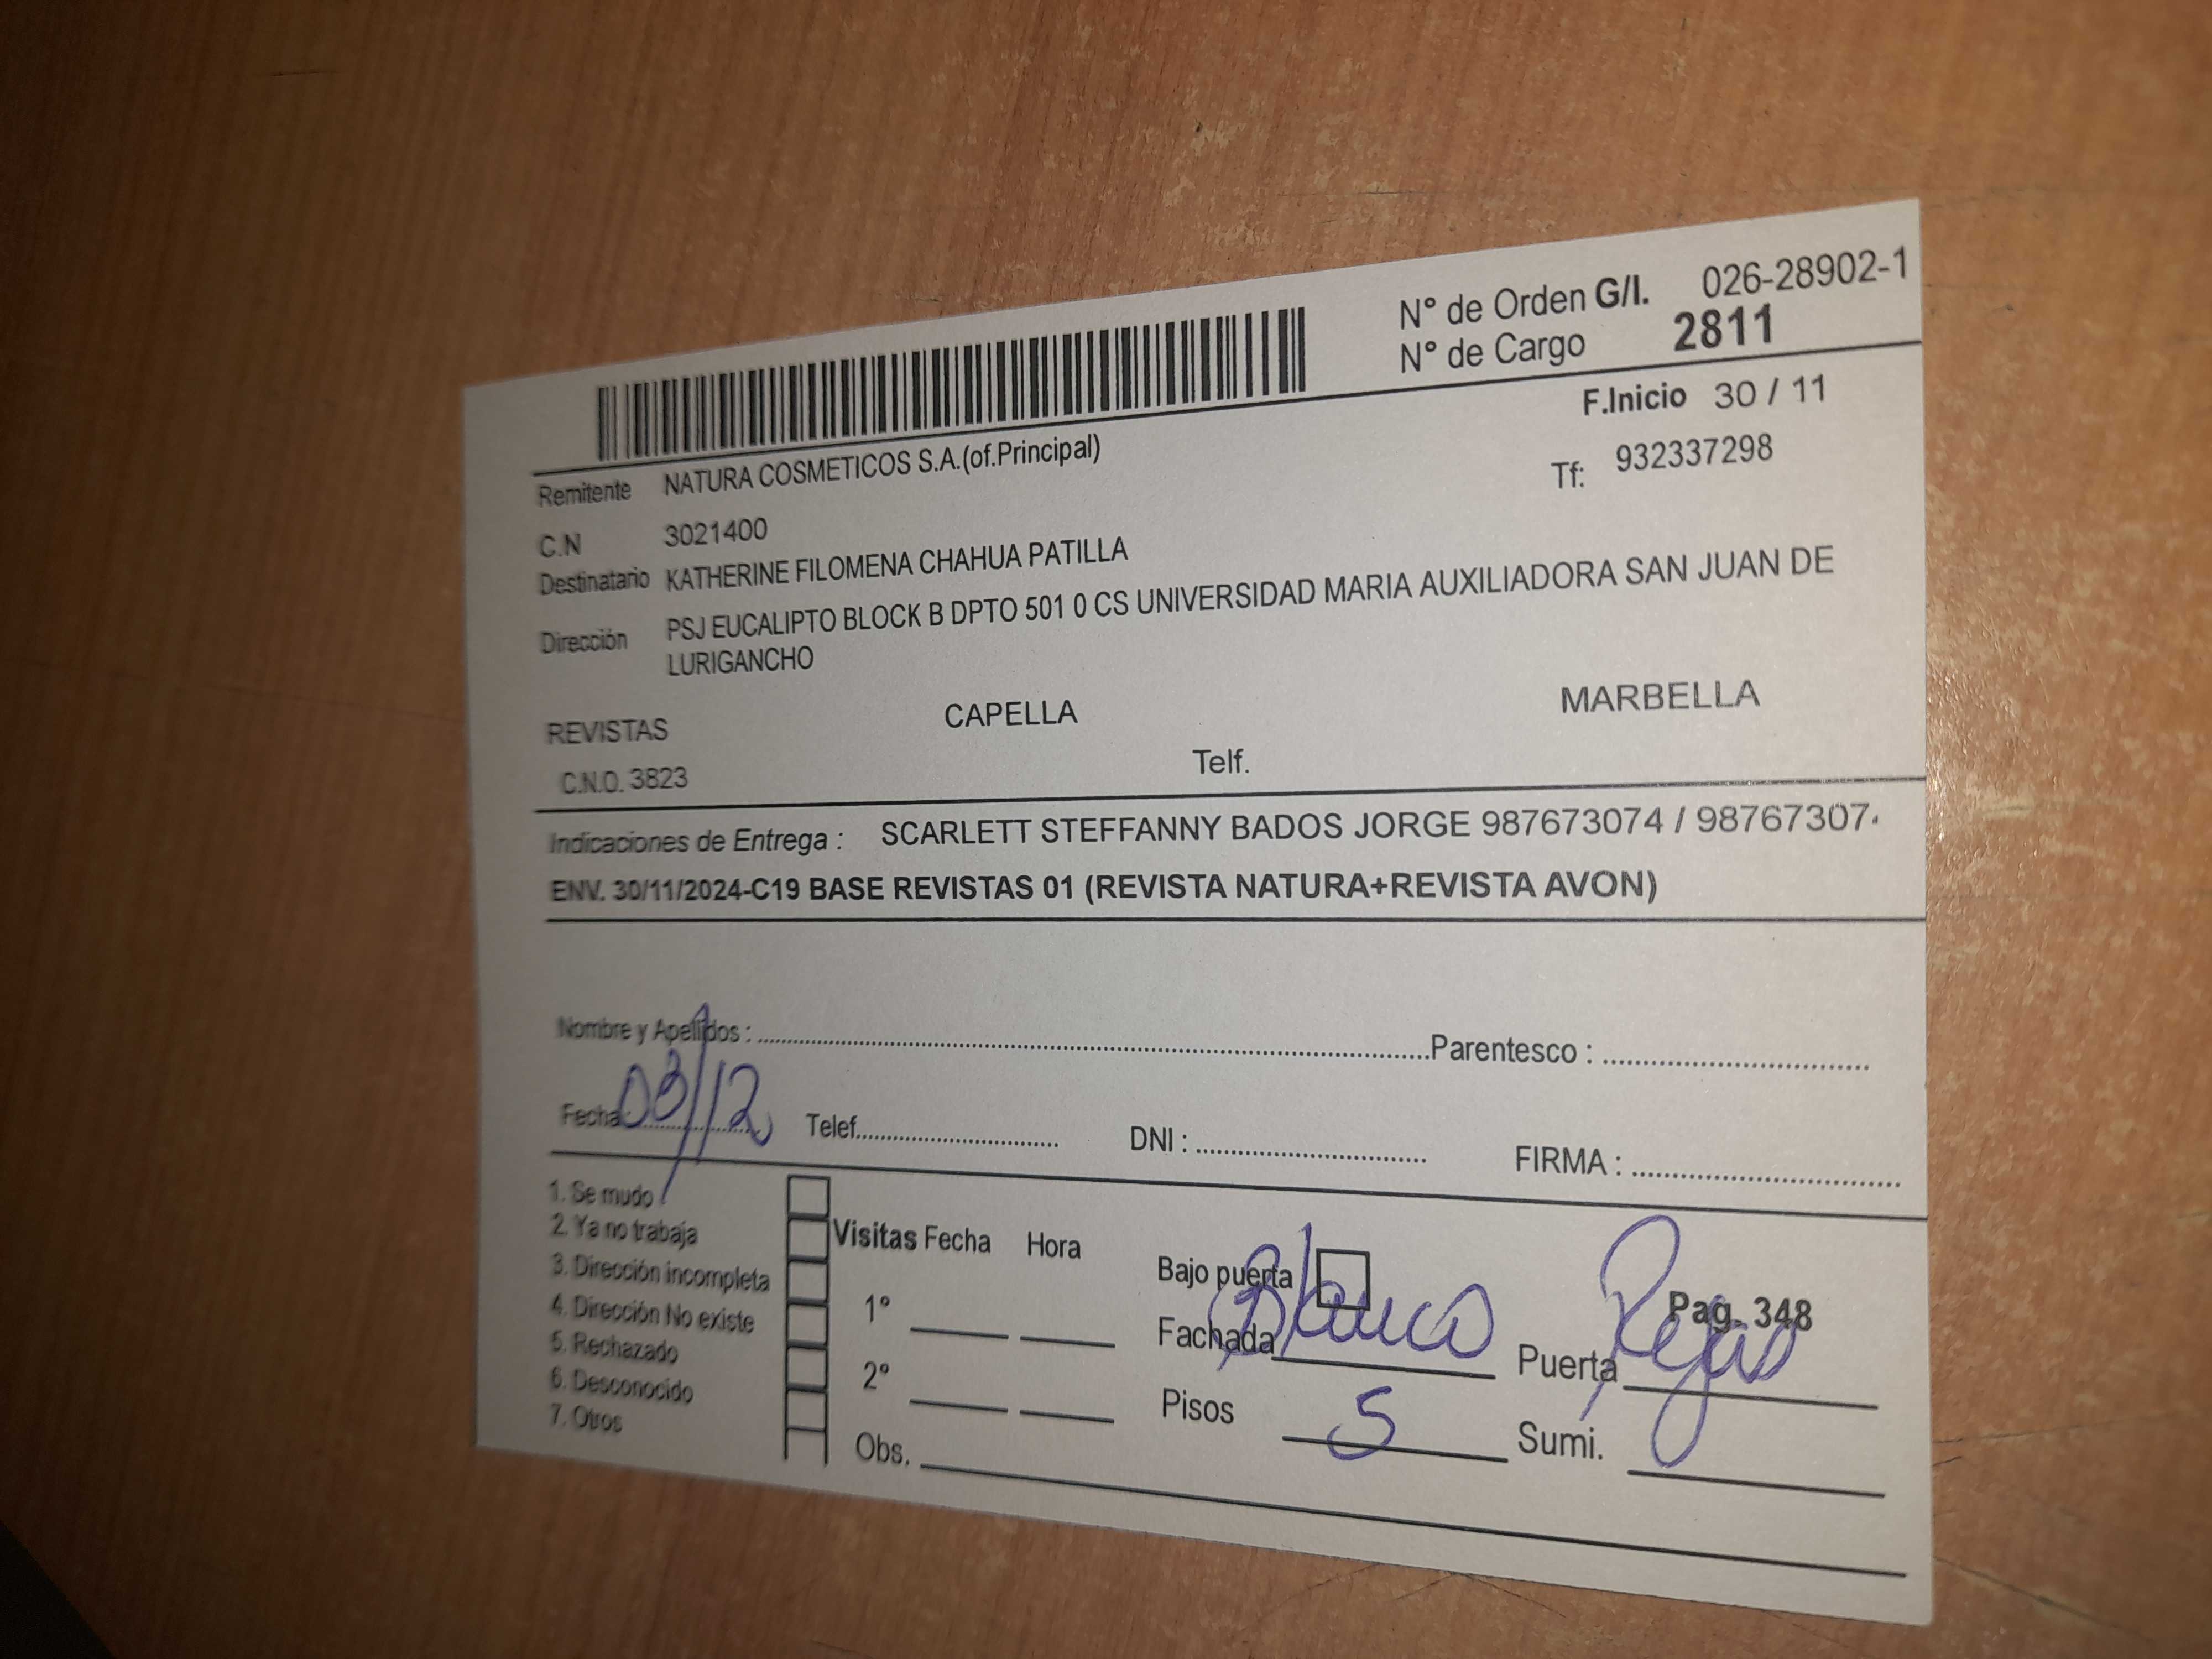 N° de Orden G/I. 026-28902-1
N° de Cargo 2811
F.Inicio 30 / 11
Remitente NATURA COSMETICOS S.A.(of.Principal)
Tf: 932337298
C.N 3021400
Destinatario KATHERINE FILOMENA CHAHUA PATILLA
Dirección PSJ EUCALIPTO BLOCK B DPTO 501 0 CS UNIVERSIDAD MARIA AUXILIADORA SAN JUAN DE
LURIGANCHO
REVISTAS CAPELLA MARBELLA
C.N.O. 3823 Telf.
Indicaciones de Entrega : SCARLETT STEFFANNY BADOS JORGE 987673074 / 98767307
ENV. 30/11/2024-C19 BASE REVISTAS 01 (REVISTA NATURA+REVISTA AVON)
Nombre y Apellidos : Parentesco :
Fecha 03/12 Telef. DNI : FIRMA :
1. Se mudo
2. Ya no trabaja
3. Dirección incompleta
4. Dirección No existe
5. Rechazado
6. Desconocido
7. Otros
Visitas Fecha Hora
1°
2°
Obs.
Bajo puerta
Pag. 348
Fachada Blanco Puerta
Pisos 5 Sumi.